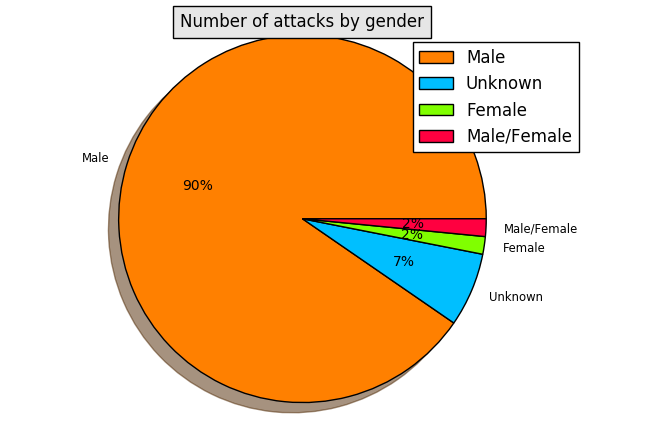 Number of attacks by gender
Male
Unknown
Female
Male/Female
Male
90%
2%
Male/Female
2%
Female
7%
Unknown